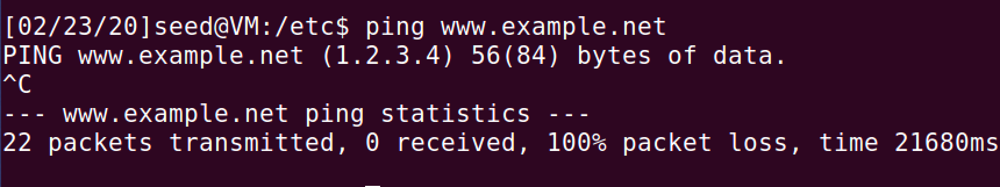 [02/23/20]seed@VM:/etc$ ping www.example.net
PING www.example.net (1.2.3.4) 56(84) bytes of data.
^C
--- www.example.net ping statistics ---
22 packets transmitted, 0 received, 100% packet loss, time 21680ms